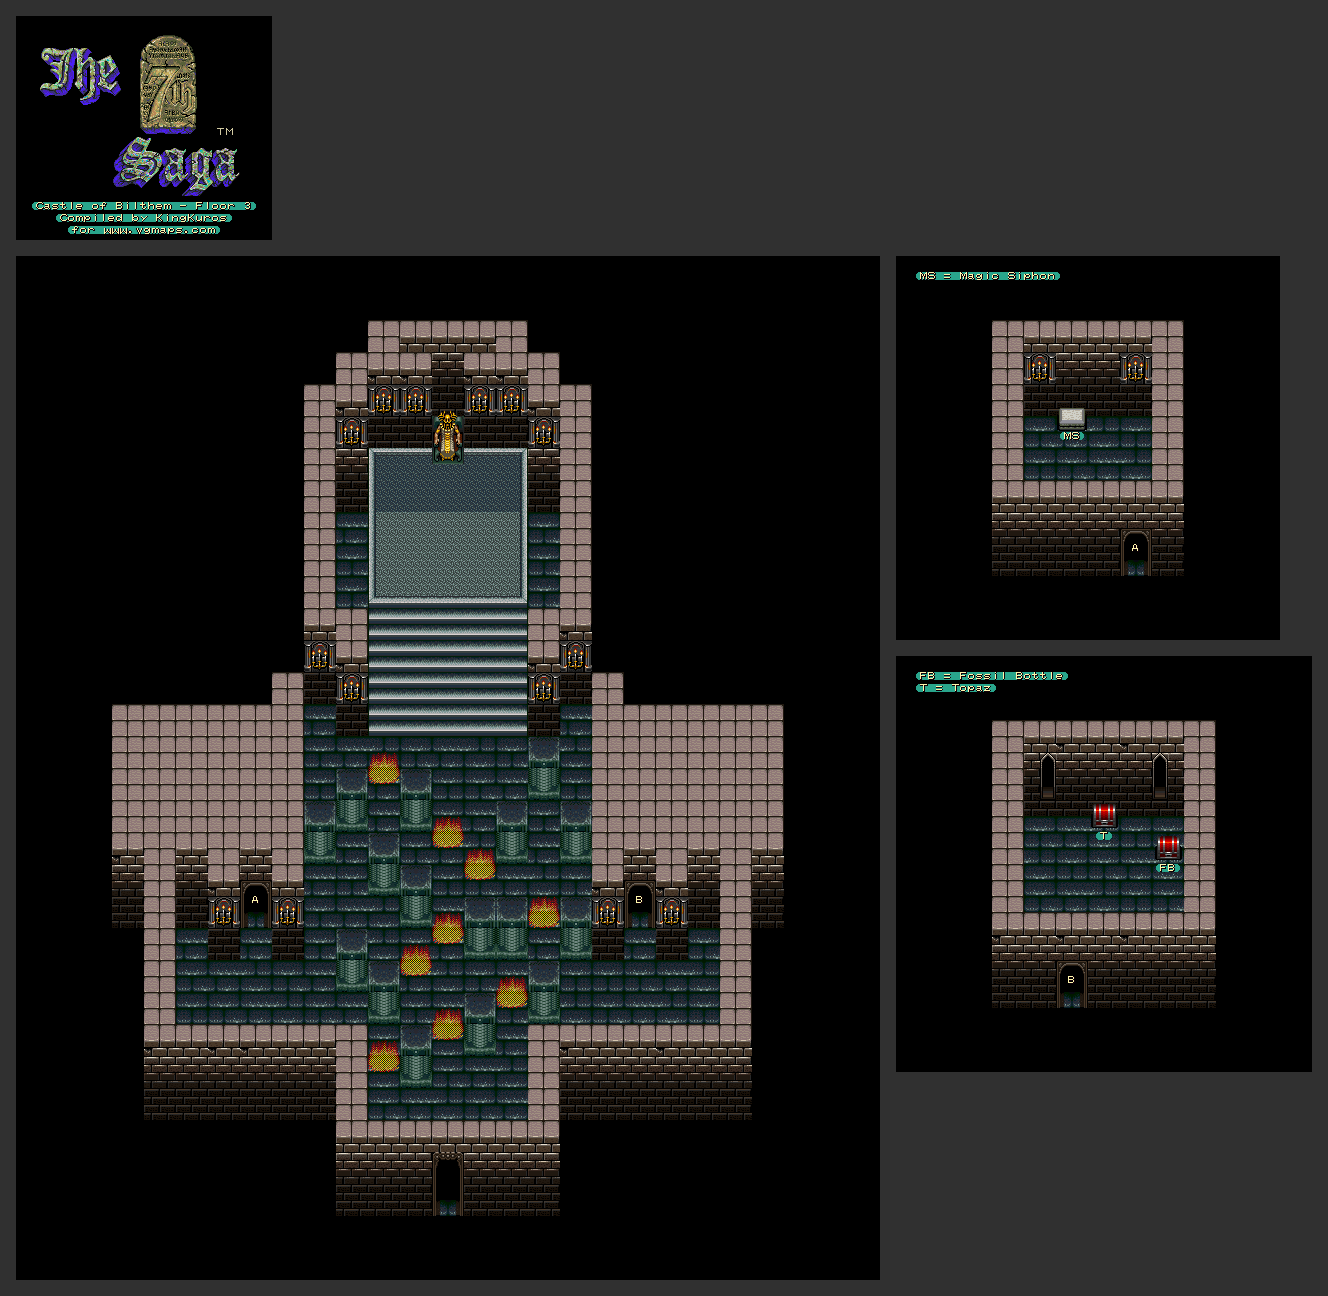 The 7th
TM
Saga
Castle of Bilthem - Floor 3
Compiled by KingKuros
for www.vgmaps.com
MS = Magic Siphon
MS
A
FB = Fossil Bottle
T = Topaz
T
FB
A
B
B